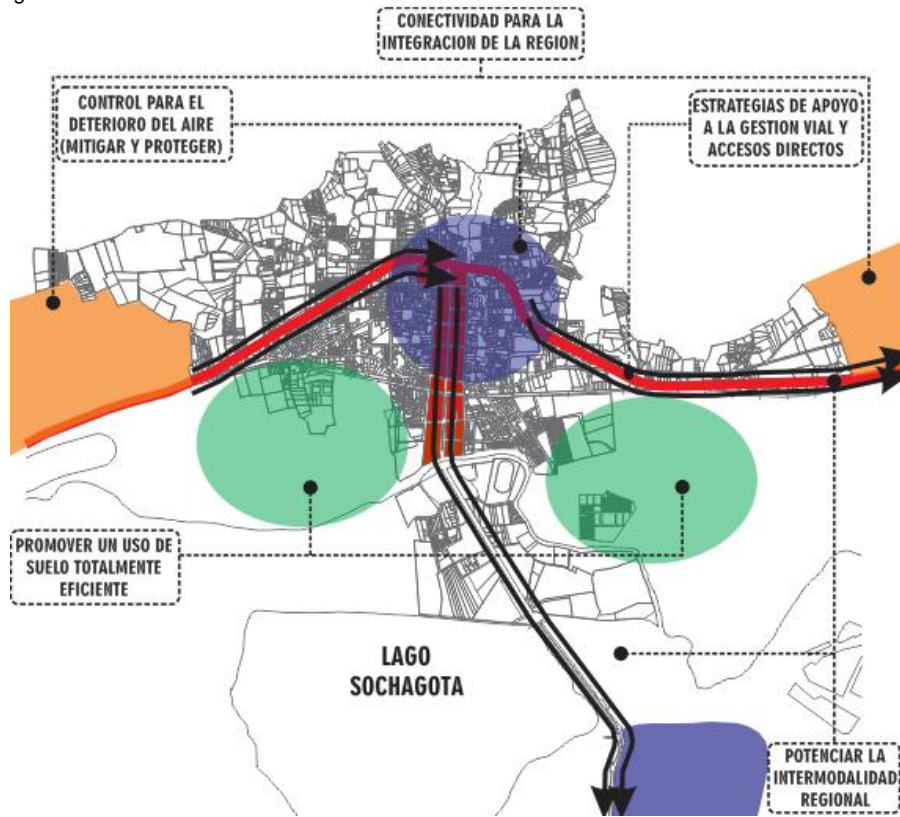 CONECTIVIDAD PARA LA
INTEGRACION DE LA REGION
CONTROL PARA EL
DETERIORO DEL AIRE
(MITIGAR Y PROTEGER)
ESTRATEGIAS DE APOYO
A LA GESTION VIAL Y
ACCESOS DIRECTOS
PROMOVER UN USO DE
SUELO TOTALMENTE
EFICIENTE
LAGO
SOCHAGOTA
POTENCIAR LA
INTERMODALIDAD
REGIONAL